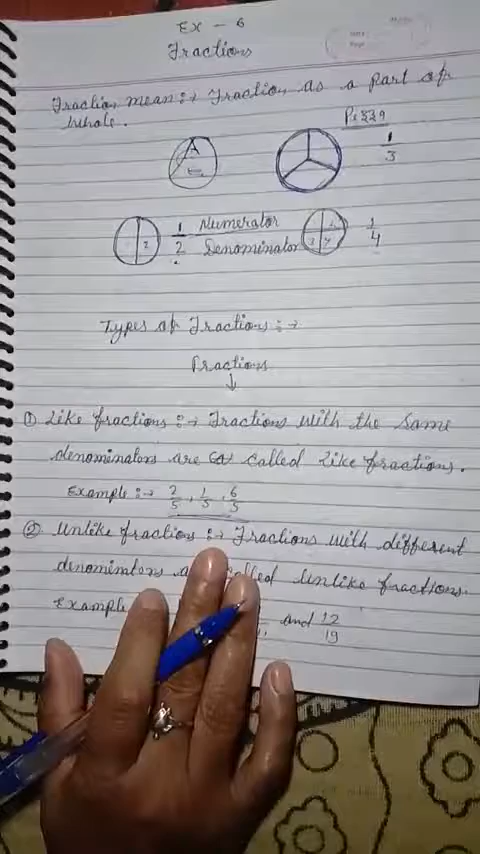 Ex - 6
Fractions
Fraction mean :→ Fraction as a part of
whole.
Pizza
1/3
2
1/2 Numerator
Denominator
1/4
Types of Fractions :→
Fractions
↓
① Like fractions :→ Fractions with the same
denominators are called Like fractions.
Example :→ 2/5, 1/5, 6/5
② Unlike fractions :→ Fractions with different
denominators called Unlike fractions.
Example
and 12/19